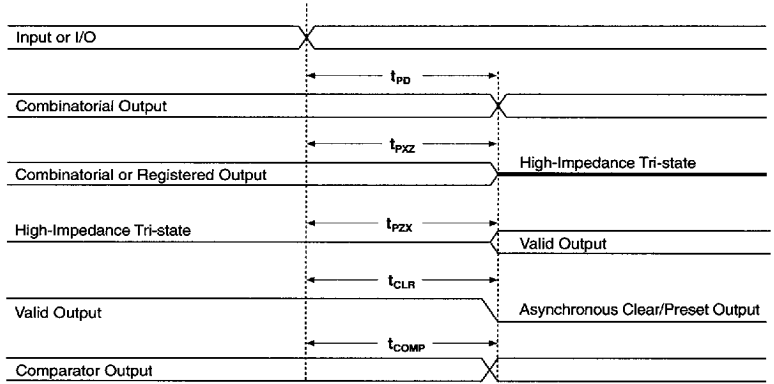 Input or I/O
tPD
Combinatorial Output
tPXZ
High-Impedance Tri-state
Combinatorial or Registered Output
tPZX
High-Impedance Tri-state
Valid Output
tCLR
Valid Output
Asynchronous Clear/Preset Output
tCOMP
Comparator Output